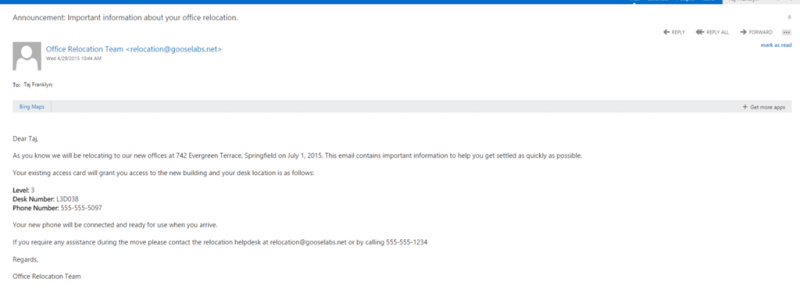 Announcement: Important information about your office relocation.
REPLY REPLY ALL FORWARD
mark as read
Office Relocation Team <relocation@gooselabs.net>
Wed 4/29/2015 10:44 AM
To: Taj Franklyn;
Bing Maps
+ Get more apps
Dear Taj,
As you know we will be relocating to our new offices at 742 Evergreen Terrace, Springfield on July 1, 2015. This email contains important information to help you get settled as quickly as possible.
Your existing access card will grant you access to the new building and your desk location is as follows:
Level: 3
Desk Number: L3D038
Phone Number: 555-555-5097
Your new phone will be connected and ready for use when you arrive.
If you require any assistance during the move please contact the relocation helpdesk at relocation@gooselabs.net or by calling 555-555-1234
Regards,
Office Relocation Team